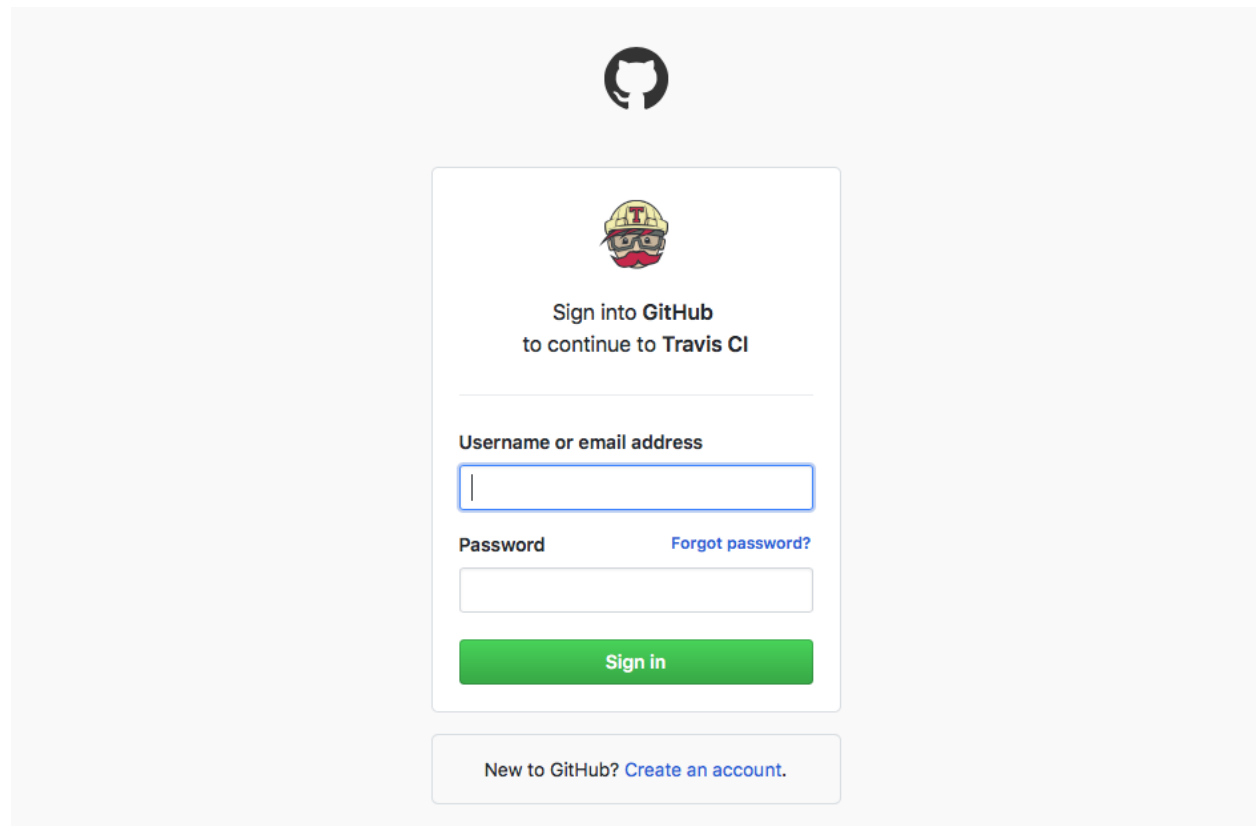 T
Sign into GitHub
to continue to Travis CI
Username or email address
Password Forgot password?
Sign in
New to GitHub? Create an account.